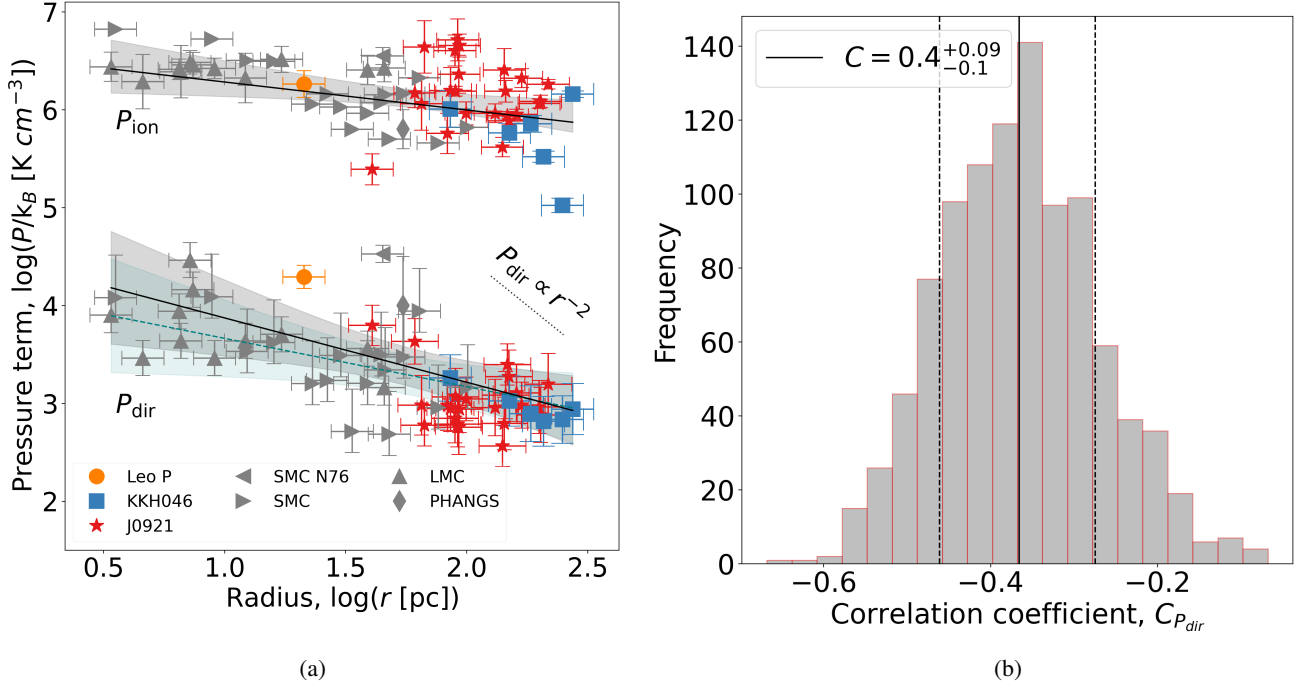 7
6
5
4
3
2
0.5
1.0
1.5
2.0
2.5
Pressure term, log(P/k_B [K cm^{-3}])
Radius, log(r [pc])
P_ion
P_dir
P_dir ∝ r^{-2}
Leo P
KKH046
J0921
SMC N76
SMC
LMC
PHANGS
(a)
140
120
100
80
60
40
20
0
−0.6
−0.4
−0.2
Frequency
Correlation coefficient, C_{P_{dir}}
C = 0.4^{+0.09}_{−0.1}
(b)